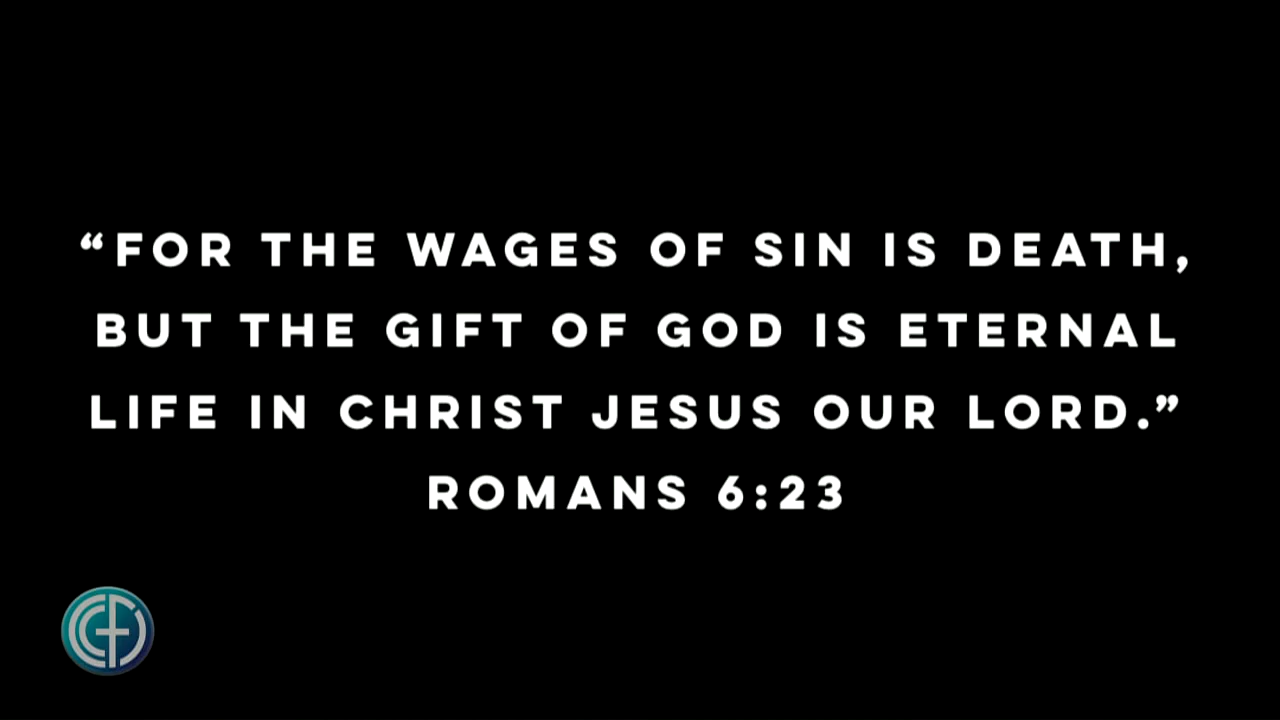 “FOR THE WAGES OF SIN IS DEATH,
BUT THE GIFT OF GOD IS ETERNAL
LIFE IN CHRIST JESUS OUR LORD.”
ROMANS 6:23